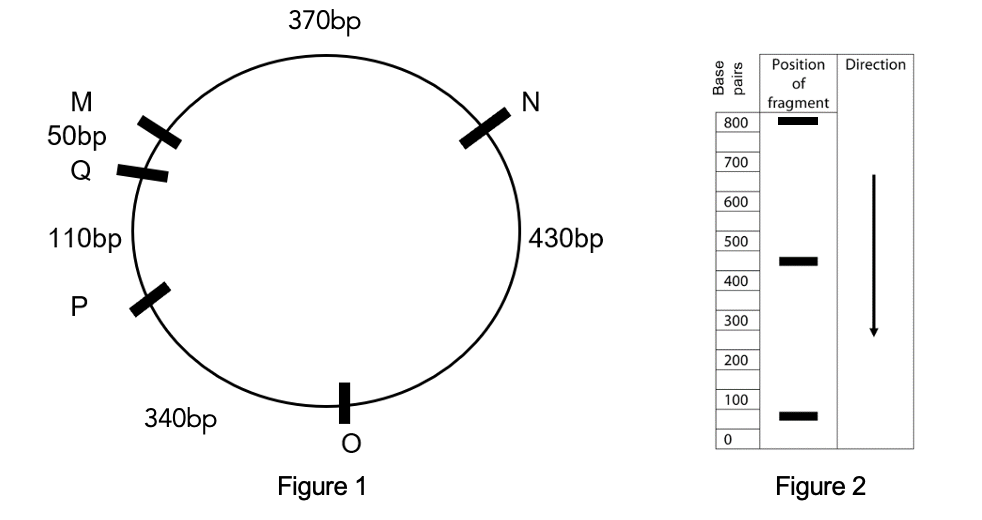 370bp
M
N
50bp
Q
110bp
430bp
P
340bp
O
Figure 1
Base
pairs
Position
of
fragment
Direction
800
700
600
500
400
300
200
100
0
Figure 2